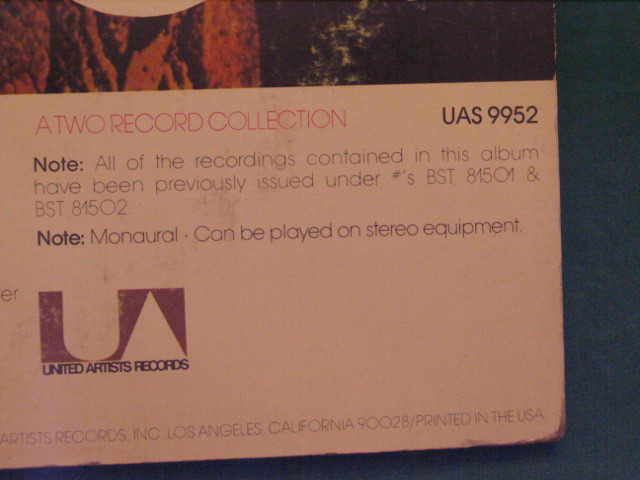 A TWO RECORD COLLECTION UAS 9952
Note: All of the recordings contained in this album
have been previously issued under #'s BST 81501 &
BST 81502.
Note: Monaural · Can be played on stereo equipment.
er
UA
UNITED ARTISTS RECORDS
ARTISTS RECORDS, INC. LOS ANGELES, CALIFORNIA 90028/PRINTED IN THE USA